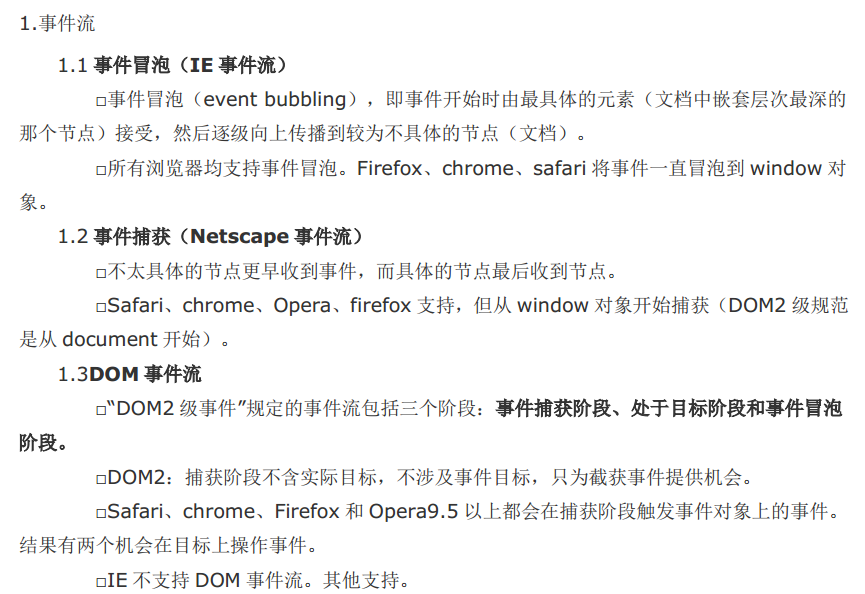 1.事件流
1.1 事件冒泡（IE 事件流）
□事件冒泡（event bubbling），即事件开始时由最具体的元素（文档中嵌套层次最深的
那个节点）接受，然后逐级向上传播到较为不具体的节点（文档）。
□所有浏览器均支持事件冒泡。Firefox、chrome、safari 将事件一直冒泡到 window 对
象。
1.2 事件捕获（Netscape 事件流）
□不太具体的节点更早收到事件，而具体的节点最后收到节点。
□Safari、chrome、Opera、firefox 支持，但从 window 对象开始捕获（DOM2 级规范
是从 document 开始）。
1.3DOM 事件流
□“DOM2 级事件”规定的事件流包括三个阶段：事件捕获阶段、处于目标阶段和事件冒泡
阶段。
□DOM2：捕获阶段不含实际目标，不涉及事件目标，只为截获事件提供机会。
□Safari、chrome、Firefox 和 Opera9.5 以上都会在捕获阶段触发事件对象上的事件。
结果有两个机会在目标上操作事件。
□IE 不支持 DOM 事件流。其他支持。